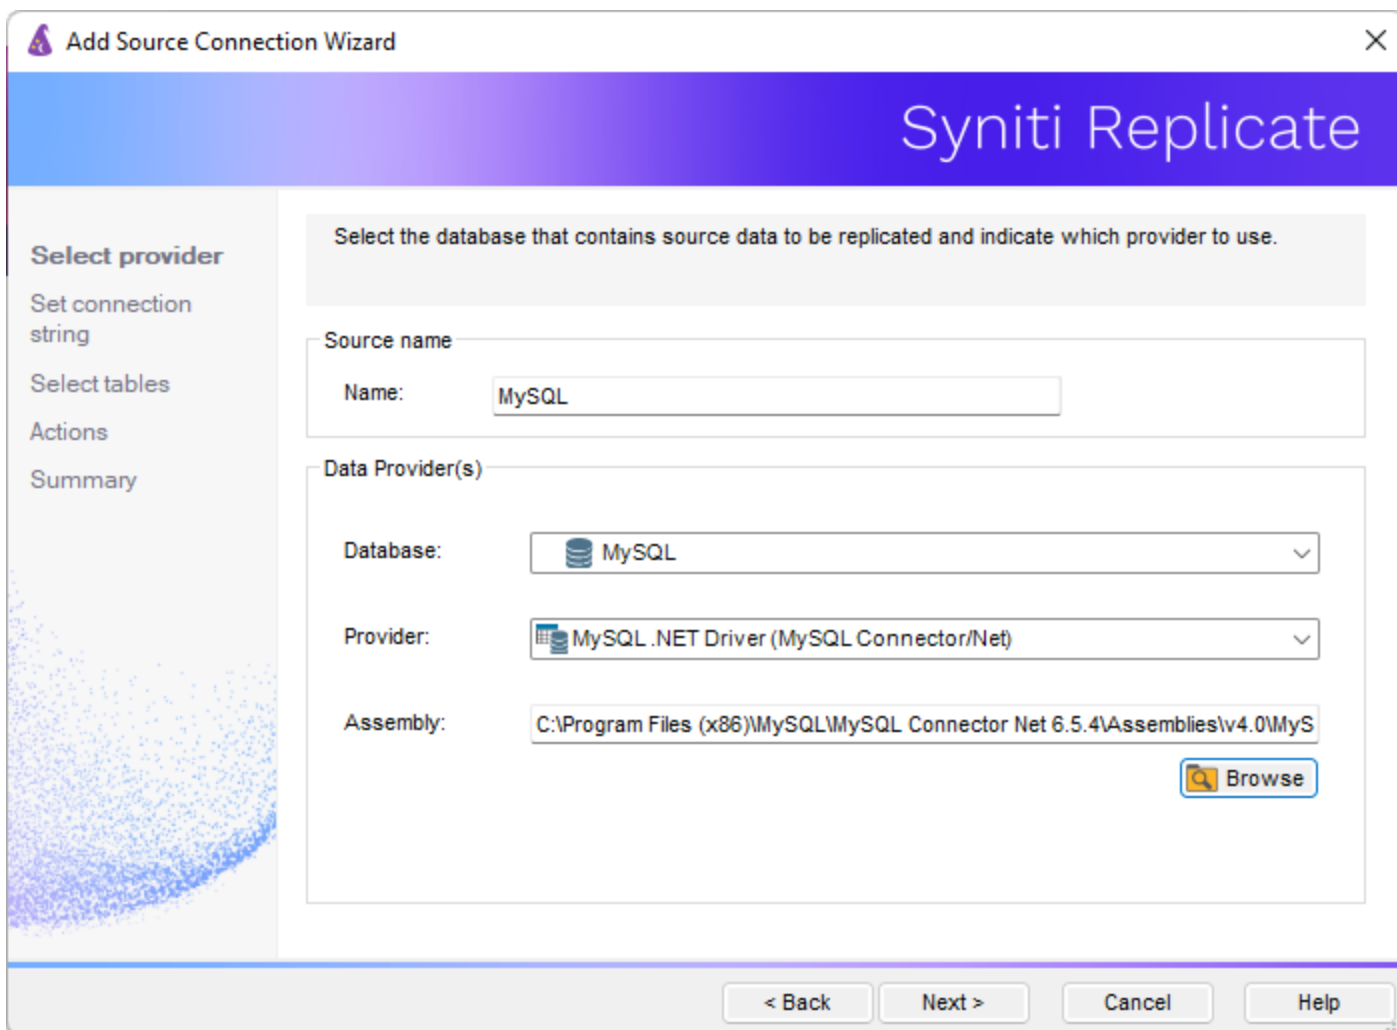 Add Source Connection Wizard
Syniti Replicate
Select provider
Set connection
string
Select tables
Actions
Summary
Select the database that contains source data to be replicated and indicate which provider to use.
Source name
Name:
MySQL
Data Provider(s)
Database:
MySQL
Provider:
MySQL .NET Driver (MySQL Connector/Net)
Assembly:
C:\Program Files (x86)\MySQL\MySQL Connector Net 6.5.4\Assemblies\v4.0\MyS
Browse
< Back
Next >
Cancel
Help